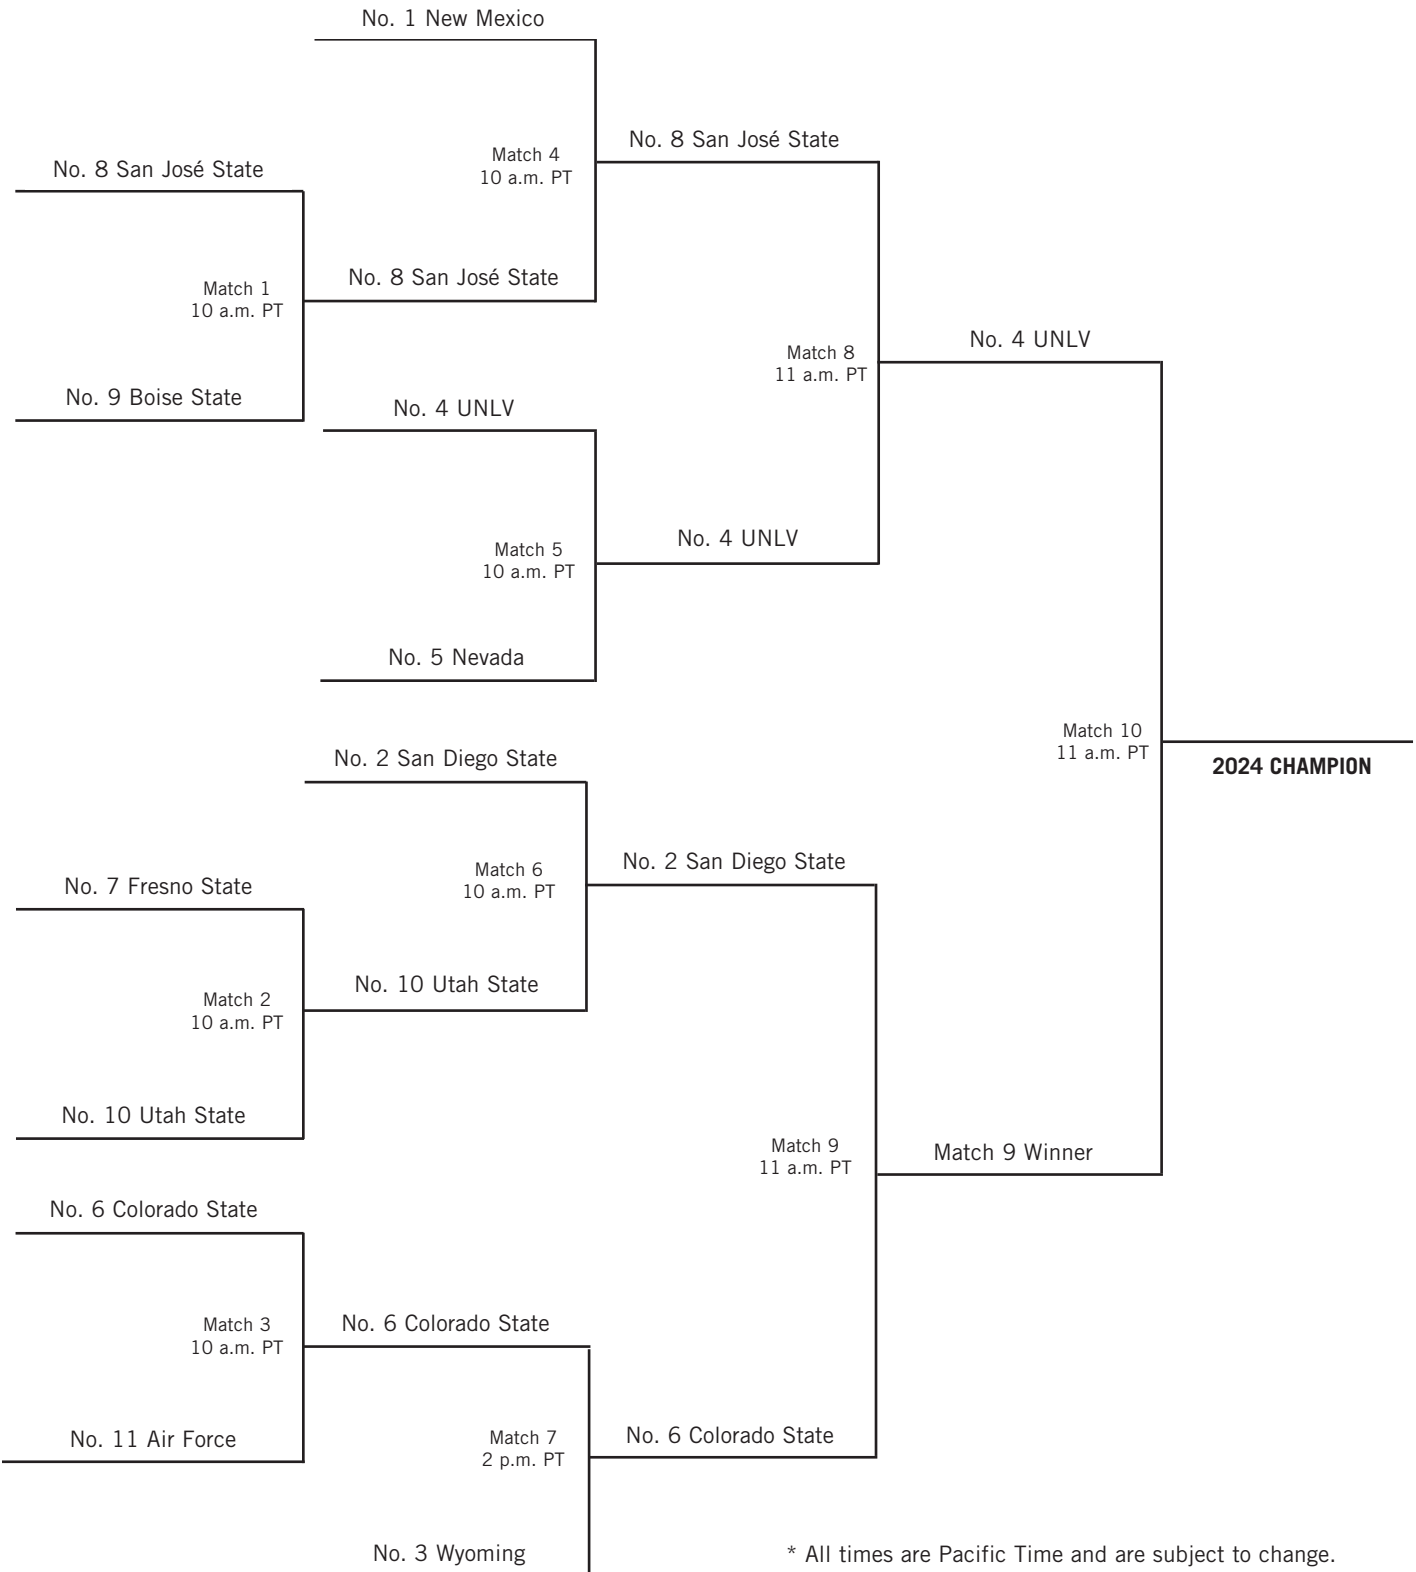 No. 1 New Mexico
No. 8 San José State
Match 4
10 a.m. PT
No. 8 San José State
No. 8 San José State
Match 1
10 a.m. PT
No. 4 UNLV
Match 8
11 a.m. PT
No. 9 Boise State
No. 4 UNLV
No. 4 UNLV
Match 5
10 a.m. PT
No. 5 Nevada
Match 10
11 a.m. PT
No. 2 San Diego State
2024 CHAMPION
No. 2 San Diego State
Match 6
10 a.m. PT
No. 7 Fresno State
No. 10 Utah State
Match 2
10 a.m. PT
No. 10 Utah State
Match 9
11 a.m. PT
Match 9 Winner
No. 6 Colorado State
No. 6 Colorado State
Match 3
10 a.m. PT
No. 11 Air Force
Match 7
2 p.m. PT
No. 6 Colorado State
No. 3 Wyoming
* All times are Pacific Time and are subject to change.